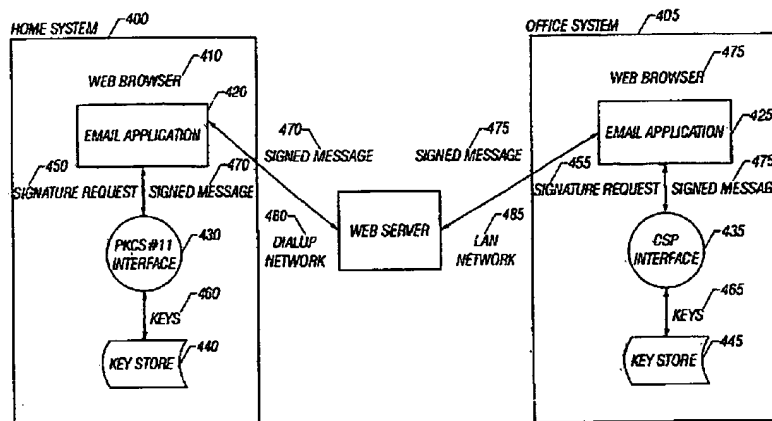 HOME SYSTEM 400
410
WEB BROWSER
420
EMAIL APPLICATION
450
470
SIGNATURE REQUEST
SIGNED MESSAGE
PKCS #11
INTERFACE
430
460
KEYS
KEY STORE
440
470
SIGNED MESSAGE
480
DIALUP
NETWORK
WEB SERVER
475
SIGNED MESSAGE
485
LAN
NETWORK
OFFICE SYSTEM 405
475
WEB BROWSER
425
EMAIL APPLICATION
455
475
SIGNATURE REQUEST
SIGNED MESSAGE
CSP
INTERFACE
435
465
KEYS
KEY STORE
445